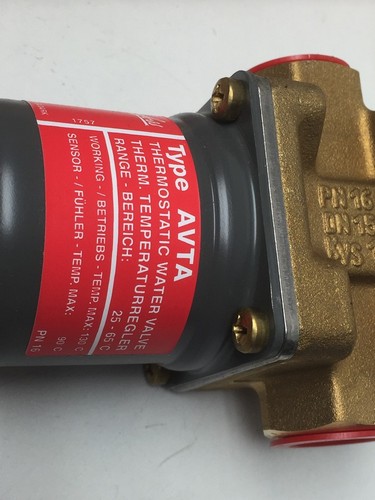 Type AVTA
THERMOSTATIC WATER VALVE
THERM. TEMPERATURREGLER
RANGE - BEREICH: 25 - 65 C
WORKING - / BETRIEBS - TEMP. MAX: 130 C
SENSOR - / FÜHLER - TEMP. MAX: 90 C
PN 16
1757
PN 16
DN 15